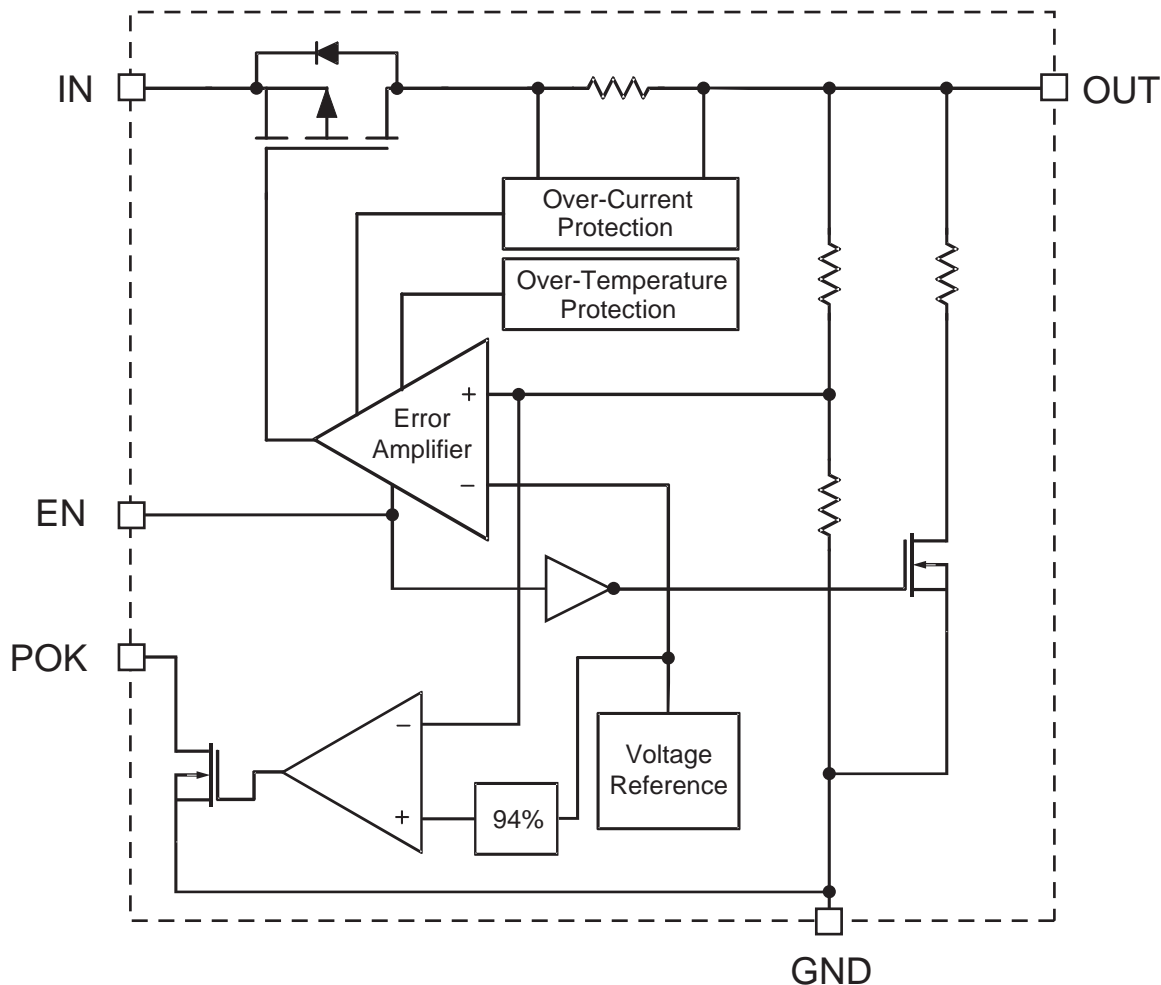 IN
OUT
Over-Current
Protection
Over-Temperature
Protection
+
Error
Amplifier
−
EN
POK
−
Voltage
Reference
+
94%
GND